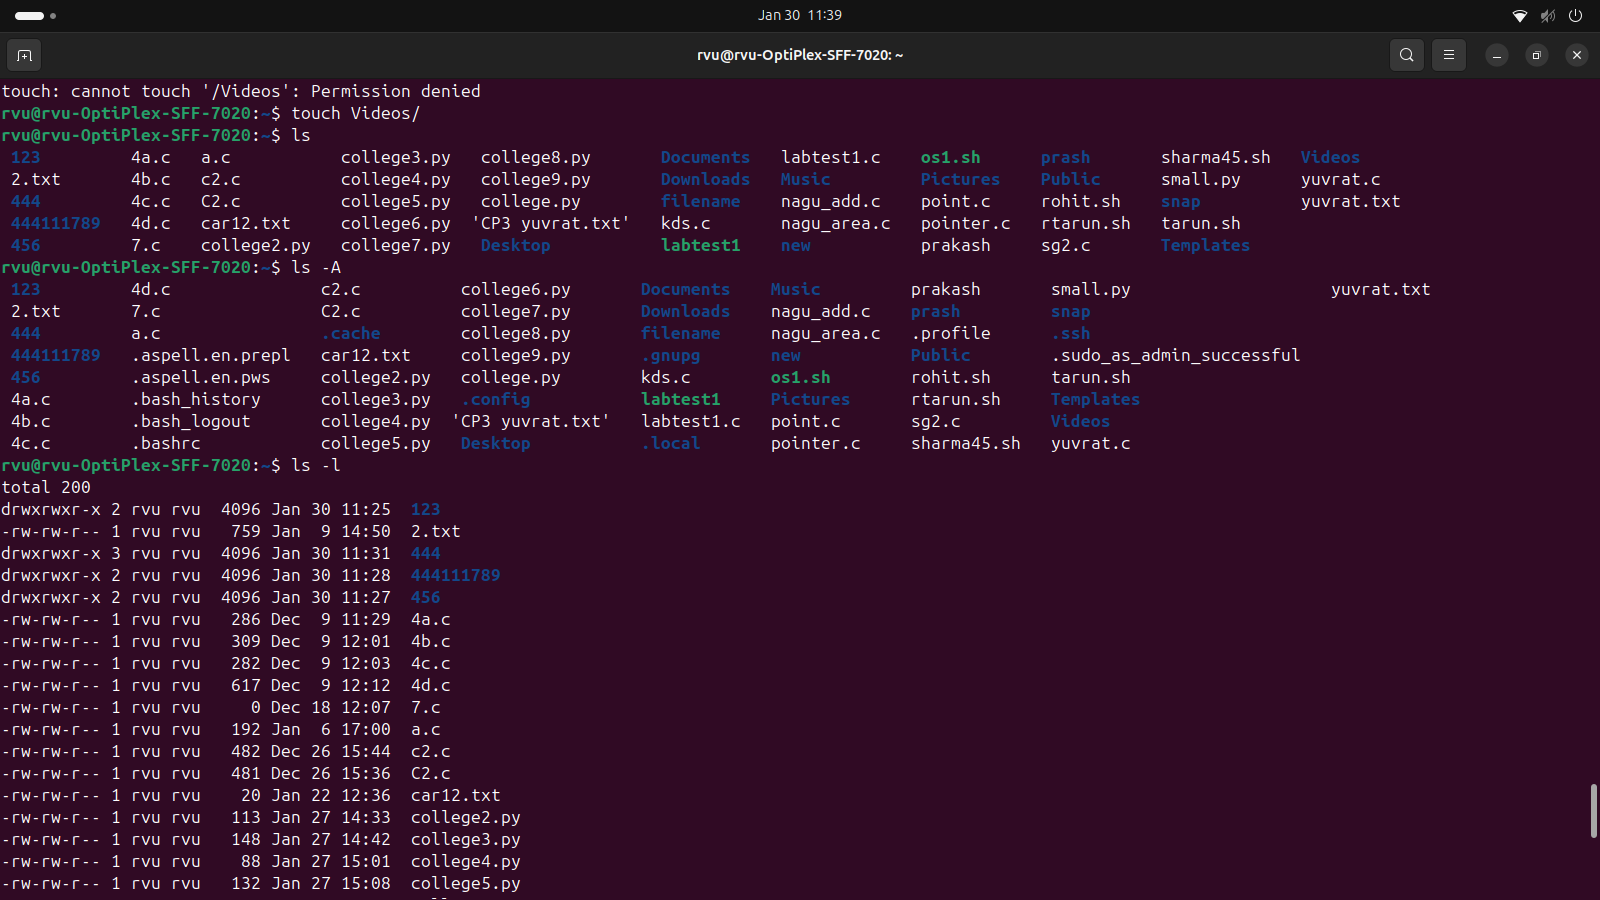 Jan 30 11:39
rvu@rvu-OptiPlex-SFF-7020: ~
touch: cannot touch '/Videos': Permission denied
rvu@rvu-OptiPlex-SFF-7020:~$ touch Videos/
rvu@rvu-OptiPlex-SFF-7020:~$ ls
123 4a.c a.c college3.py college8.py Documents labtest1.c os1.sh prash sharma45.sh Videos
2.txt 4b.c c2.c college4.py college9.py Downloads Music Pictures Public small.py yuvrat.c
444 4c.c C2.c college5.py college.py filename nagu_add.c point.c rohit.sh snap yuvrat.txt
444111789 4d.c car12.txt college6.py 'CP3 yuvrat.txt' kds.c nagu_area.c pointer.c rtarun.sh tarun.sh
456 7.c college2.py college7.py Desktop labtest1 new prakash sg2.c Templates
rvu@rvu-OptiPlex-SFF-7020:~$ ls -A
123 4d.c c2.c college6.py Documents Music prakash small.py yuvrat.txt
2.txt 7.c C2.c college7.py Downloads nagu_add.c prash snap
444 a.c .cache college8.py filename nagu_area.c .profile .ssh
444111789 .aspell.en.prepl car12.txt college9.py .gnupg new Public .sudo_as_admin_successful
456 .aspell.en.pws college2.py college.py kds.c os1.sh rohit.sh tarun.sh
4a.c .bash_history college3.py .config labtest1 Pictures rtarun.sh Templates
4b.c .bash_logout college4.py 'CP3 yuvrat.txt' labtest1.c point.c sg2.c Videos
4c.c .bashrc college5.py Desktop .local pointer.c sharma45.sh yuvrat.c
rvu@rvu-OptiPlex-SFF-7020:~$ ls -l
total 200
drwxrwxr-x 2 rvu rvu 4096 Jan 30 11:25 123
-rw-rw-r-- 1 rvu rvu 759 Jan 9 14:50 2.txt
drwxrwxr-x 3 rvu rvu 4096 Jan 30 11:31 444
drwxrwxr-x 2 rvu rvu 4096 Jan 30 11:28 444111789
drwxrwxr-x 2 rvu rvu 4096 Jan 30 11:27 456
-rw-rw-r-- 1 rvu rvu 286 Dec 9 11:29 4a.c
-rw-rw-r-- 1 rvu rvu 309 Dec 9 12:01 4b.c
-rw-rw-r-- 1 rvu rvu 282 Dec 9 12:03 4c.c
-rw-rw-r-- 1 rvu rvu 617 Dec 9 12:12 4d.c
-rw-rw-r-- 1 rvu rvu 0 Dec 18 12:07 7.c
-rw-rw-r-- 1 rvu rvu 192 Jan 6 17:00 a.c
-rw-rw-r-- 1 rvu rvu 482 Dec 26 15:44 c2.c
-rw-rw-r-- 1 rvu rvu 481 Dec 26 15:36 C2.c
-rw-rw-r-- 1 rvu rvu 20 Jan 22 12:36 car12.txt
-rw-rw-r-- 1 rvu rvu 113 Jan 27 14:33 college2.py
-rw-rw-r-- 1 rvu rvu 148 Jan 27 14:42 college3.py
-rw-rw-r-- 1 rvu rvu 88 Jan 27 15:01 college4.py
-rw-rw-r-- 1 rvu rvu 132 Jan 27 15:08 college5.py